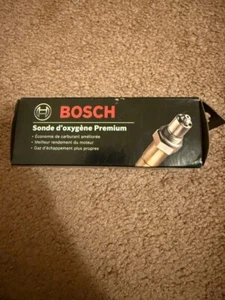 BOSCH
Sonde d'oxygène Premium
• Économie de carburant améliorée
• Meilleur rendement du moteur
• Gaz d'échappement plus propres